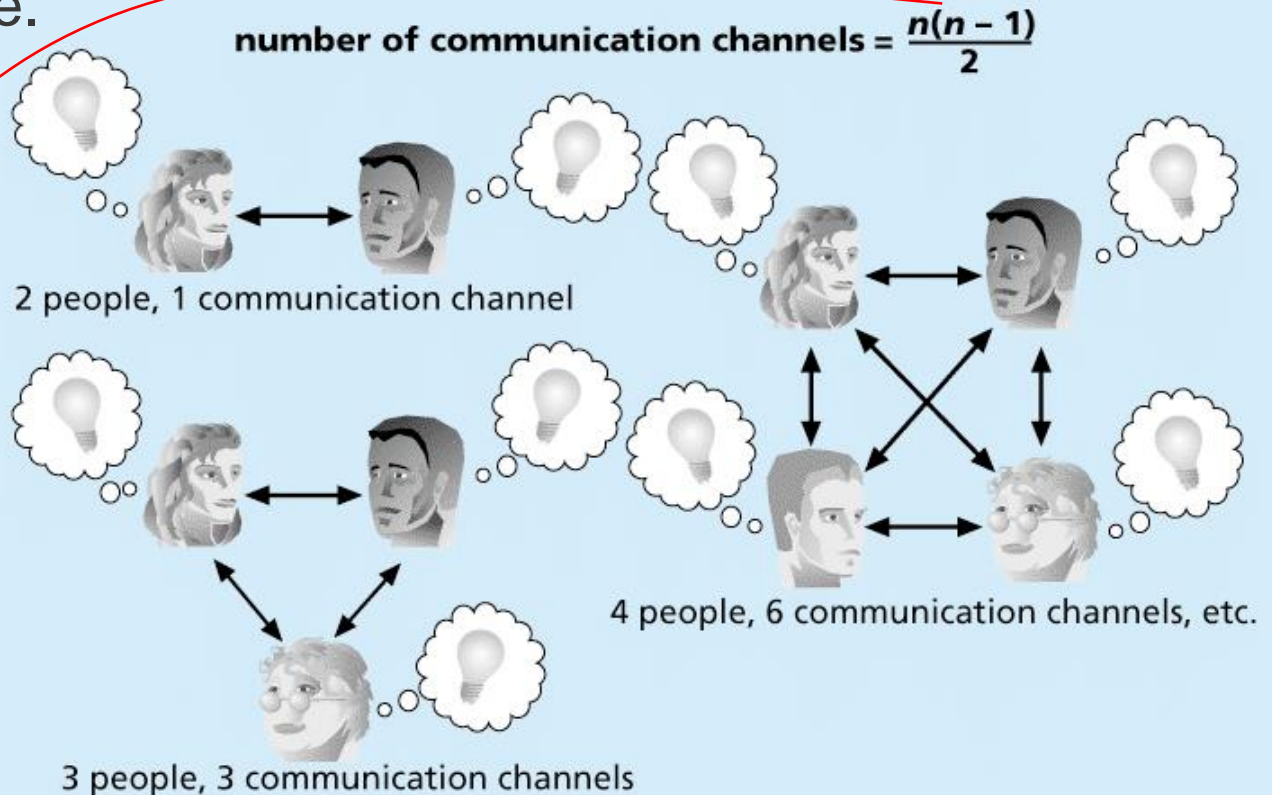 e.
number of communication channels = n(n – 1) / 2
2 people, 1 communication channel
4 people, 6 communication channels, etc.
3 people, 3 communication channels